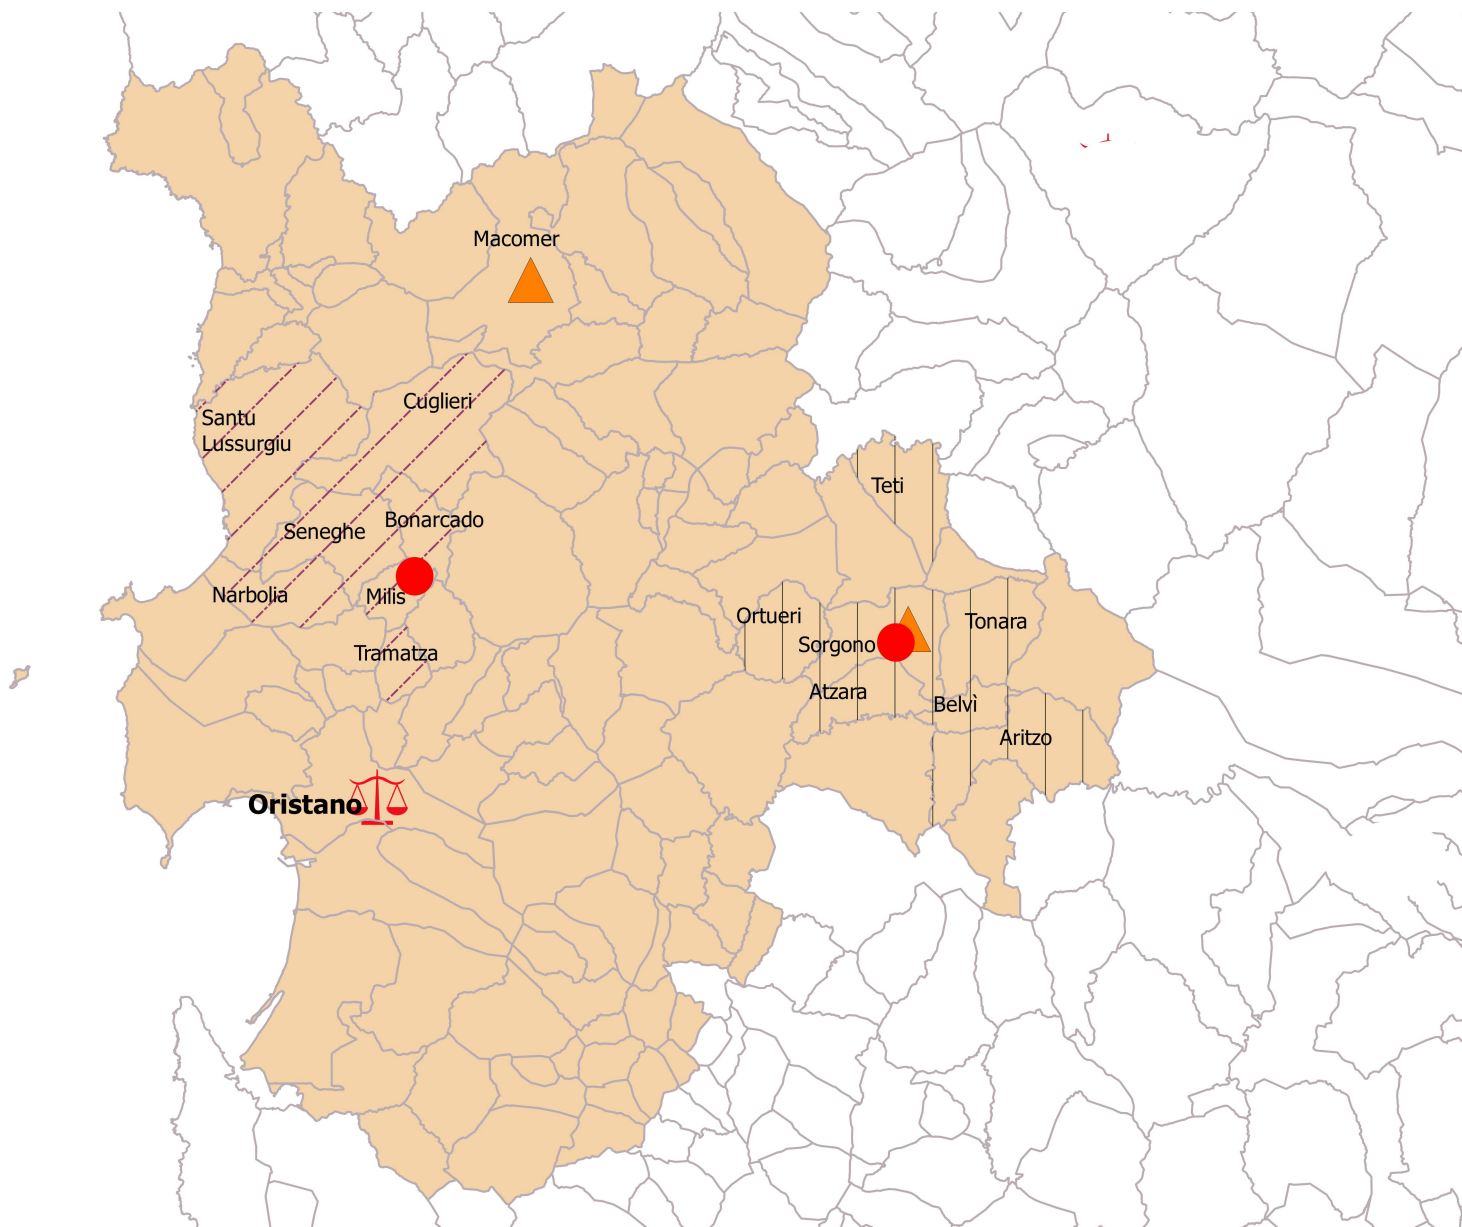 Macomer
Cuglieri
Santu
Lussurgiu
Teti
Bonarcado
Seneghe
Narbolia
Milis
Ortueri
Tonara
Sorgono
Tramatza
Atzara
Belvì
Aritzo
Oristano